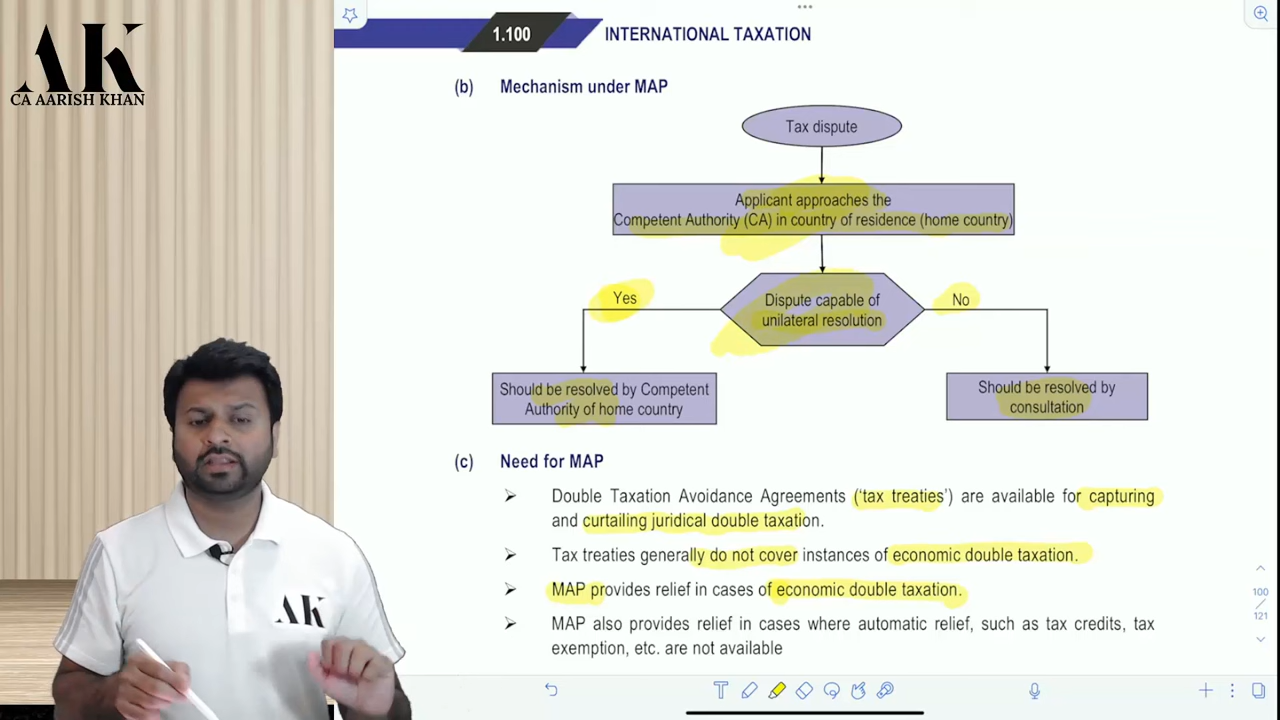 AK
CA AARISH KHAN
1.100
INTERNATIONAL TAXATION
(b) Mechanism under MAP
Tax dispute
Applicant approaches the
Competent Authority (CA) in country of residence (home country)
Dispute capable of
unilateral resolution
Yes
No
Should be resolved by Competent
Authority of home country
Should be resolved by
consultation
(c) Need for MAP
➢ Double Taxation Avoidance Agreements (‘tax treaties’) are available for capturing
and curtailing juridical double taxation.
➢ Tax treaties generally do not cover instances of economic double taxation.
➢ MAP provides relief in cases of economic double taxation.
➢ MAP also provides relief in cases where automatic relief, such as tax credits, tax
exemption, etc. are not available
100
121
AK
T